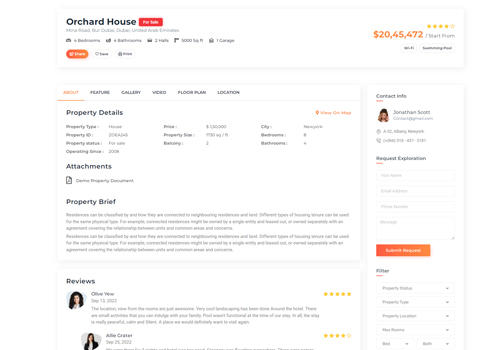 Orchard House For Sale
Mina Road, Bur Dubai, Dubai, United Arab Emirates
4 Bedrooms 4 Bathrooms 2 Halls 5000 Sq ft 1 Garage
Share Save Print
$20,45,472 / Start From
Wi-Fi Swimming Pool
ABOUT FEATURE GALLERY VIDEO FLOOR PLAN LOCATION
Property Details
View On Map
Property Type : House Price : $ 1,50,000 City : Newyork
Property ID : ZOEA245 Property Size : 1730 sq / ft Bedrooms : 8
Property status : For sale Balcony : 2 Bathrooms : 4
Operating Since : 2008
Attachments
Demo Property Document
Property Brief
Residences can be classified by and how they are connected to neighbouring residences and land. Different types of housing tenure can be used
for the same physical type. For example, connected residences might be owned by a single entity and leased out, or owned separately with an
agreement covering the relationship between units and common areas and concerns.
Residences can be classified by and how they are connected to neighbouring residences and land. Different types of housing tenure can be used
for the same physical type. For example, connected residences might be owned by a single entity and leased out, or owned separately with an
agreement covering the relationship between units and common areas and concerns.
Reviews
Olive Yew
Sep 13, 2022
The location, view from the rooms are just awesome. Very cool landscaping has been done Around the hotel. There
are small activities that you can indulge with your family. Pool wasn't functional at the time of our stay. In all, the stay
is really peaceful, calm and Silent. A place we would definitely want to visit again.
Allie Grater
Sep 25, 2022
Contact Info
Jonathan Scott
Contact@gmail.com
A-32, Albany, Newyork
Request Exploration
Your Name
Email Address
Phone Number
Message
Submit Request
Filter
Property Status
Property Type
Property Location
Max Rooms
Bed Bath